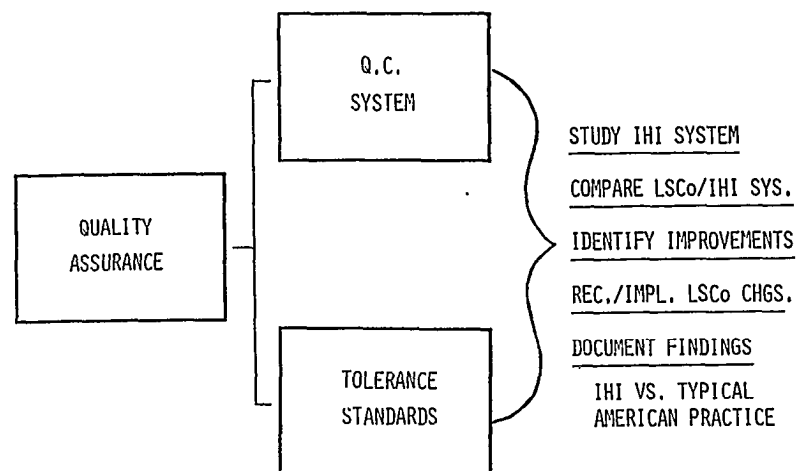 Q.C.
SYSTEM
QUALITY
ASSURANCE
TOLERANCE
STANDARDS
STUDY IHI SYSTEM
COMPARE LSCo/IHI SYS.
IDENTIFY IMPROVEMENTS
REC./IMPL. LSCo CHGS.
DOCUMENT FINDINGS
IHI VS. TYPICAL
AMERICAN PRACTICE